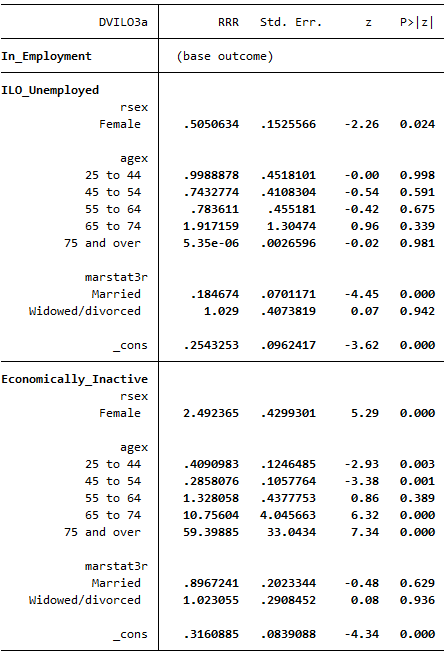 DVILO3a RRR Std. Err. z P>|z|
In_Employment (base outcome)
ILO_Unemployed
rsex
Female .5050634 .1525566 -2.26 0.024
agex
25 to 44 .9988878 .4518101 -0.00 0.998
45 to 54 .7432774 .4108304 -0.54 0.591
55 to 64 .783611 .455181 -0.42 0.675
65 to 74 1.917159 1.30474 0.96 0.339
75 and over 5.35e-06 .0026596 -0.02 0.981
marstat3r
Married .184674 .0701171 -4.45 0.000
Widowed/divorced 1.029 .4073819 0.07 0.942
_cons .2543253 .0962417 -3.62 0.000
Economically_Inactive
rsex
Female 2.492365 .4299301 5.29 0.000
agex
25 to 44 .4090983 .1246485 -2.93 0.003
45 to 54 .2858076 .1057764 -3.38 0.001
55 to 64 1.328058 .4377753 0.86 0.389
65 to 74 10.75604 4.045663 6.32 0.000
75 and over 59.39885 33.0434 7.34 0.000
marstat3r
Married .8967241 .2023344 -0.48 0.629
Widowed/divorced 1.023055 .2908452 0.08 0.936
_cons .3160885 .0839088 -4.34 0.000